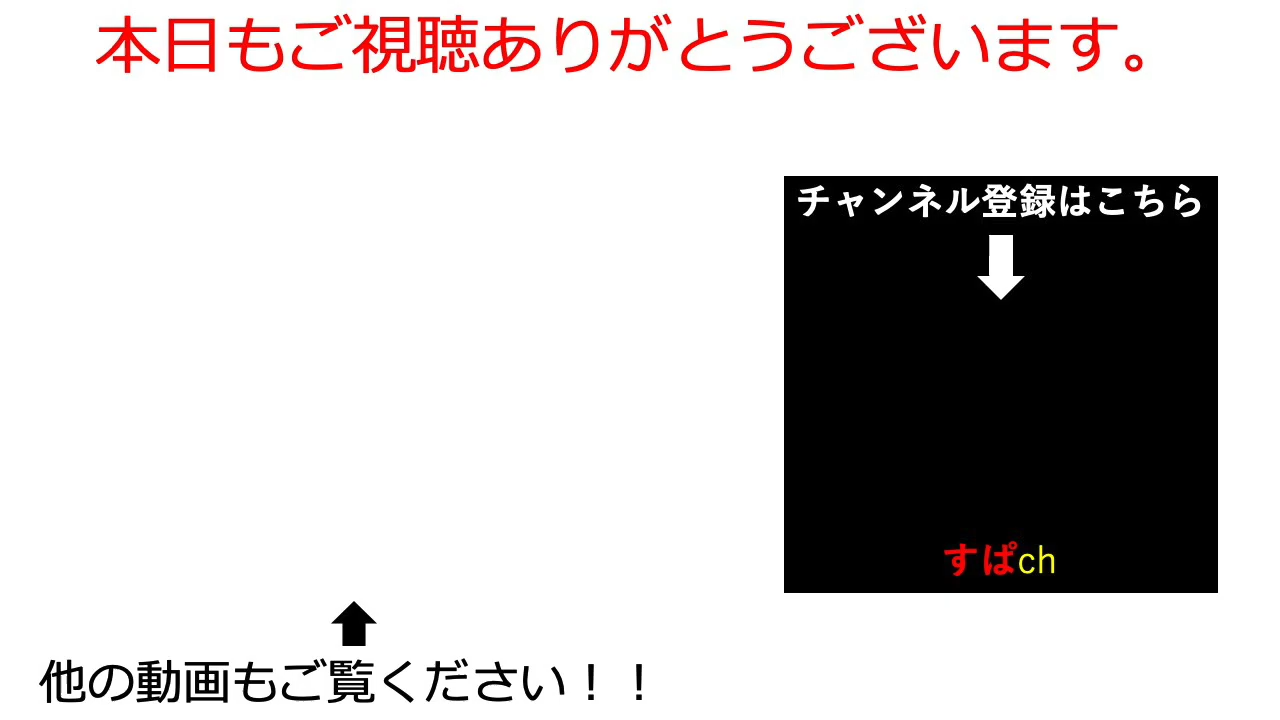 本日もご視聴ありがとうございます。
チャンネル登録はこちら
すぱch
他の動画もご覧ください！！